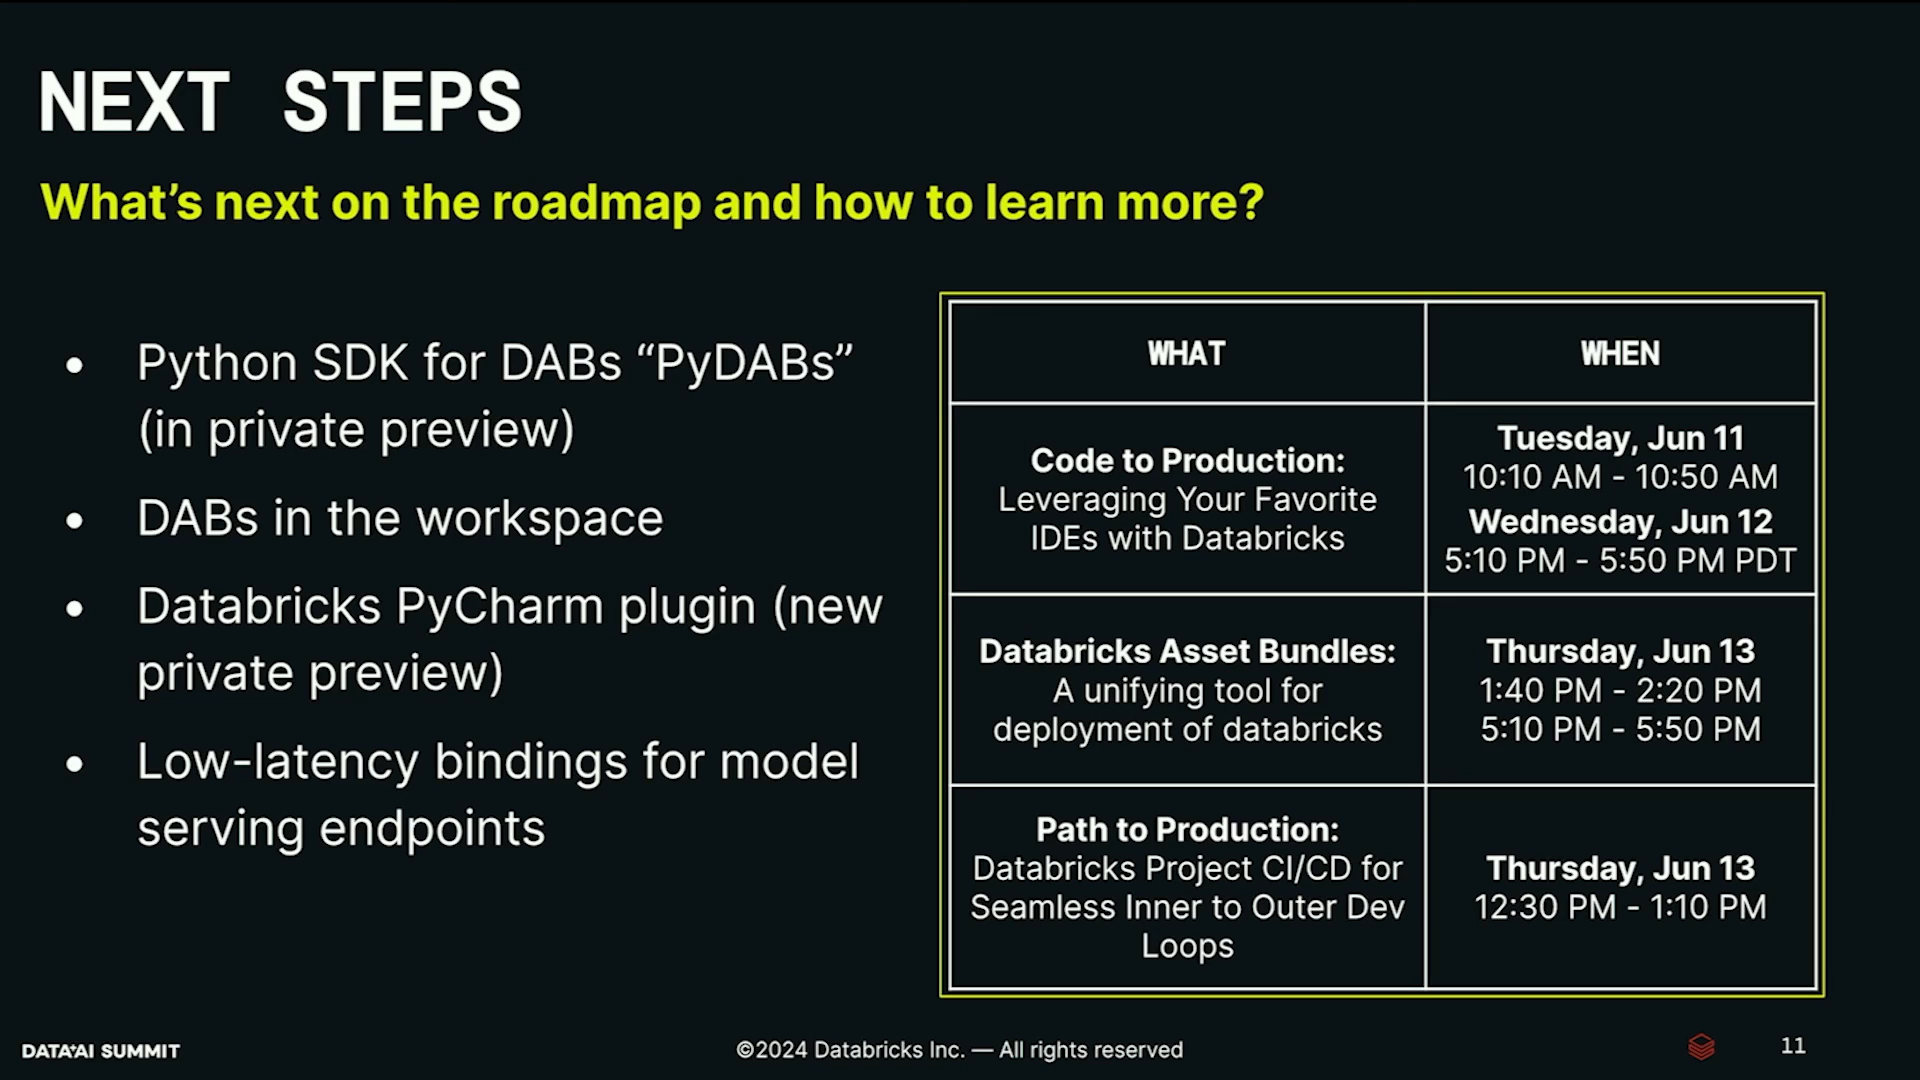 NEXT STEPS
What’s next on the roadmap and how to learn more?
• Python SDK for DABs “PyDABs”
(in private preview)
• DABs in the workspace
• Databricks PyCharm plugin (new
private preview)
• Low-latency bindings for model
serving endpoints
WHAT
WHEN
Code to Production:
Leveraging Your Favorite
IDEs with Databricks
Tuesday, Jun 11
10:10 AM - 10:50 AM
Wednesday, Jun 12
5:10 PM - 5:50 PM PDT
Databricks Asset Bundles:
A unifying tool for
deployment of databricks
Thursday, Jun 13
1:40 PM - 2:20 PM
5:10 PM - 5:50 PM
Path to Production:
Databricks Project CI/CD for
Seamless Inner to Outer Dev
Loops
Thursday, Jun 13
12:30 PM - 1:10 PM
DATA+AI SUMMIT
©2024 Databricks Inc. — All rights reserved
11